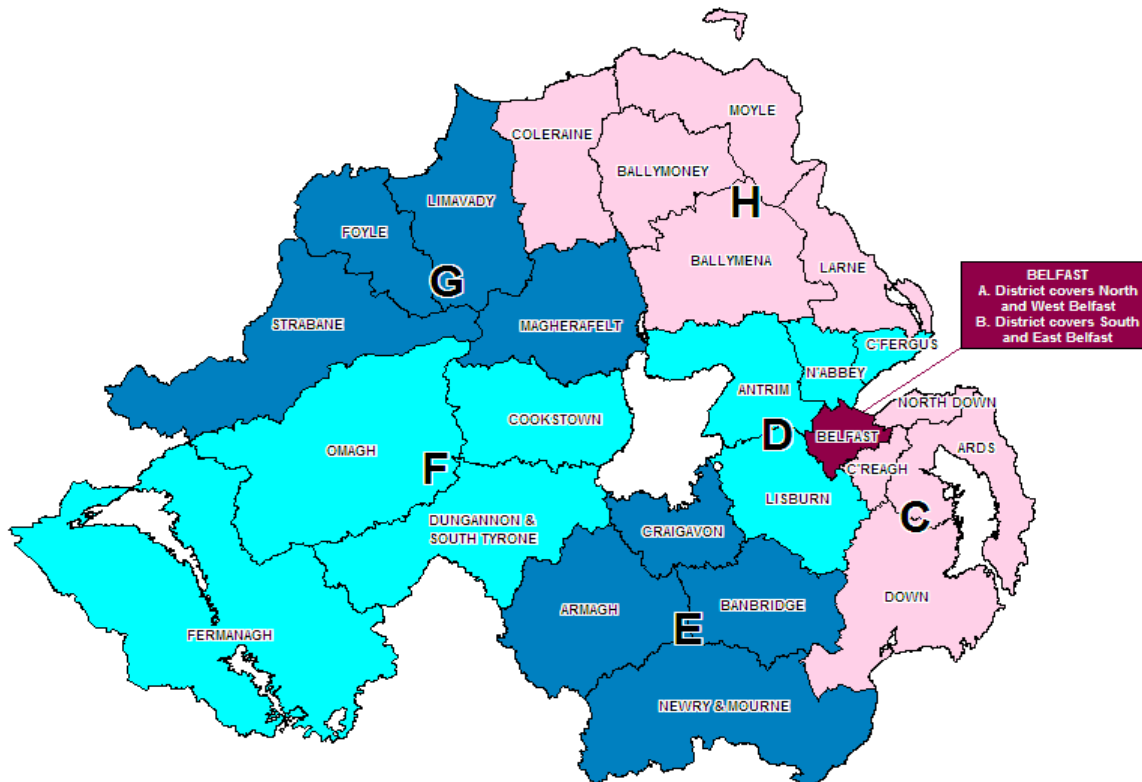 MOYLE
COLERAINE
BALLYMONEY
LIMAVADY
H
FOYLE
BALLYMENA
LARNE
G
BELFAST
A. District covers North
and West Belfast
B. District covers South
and East Belfast
STRABANE
MAGHERAFELT
C'FERGUS
N'ABBEY
ANTRIM
NORTH DOWN
COOKSTOWN
D
BELFAST
OMAGH
ARDS
F
C'REAGH
LISBURN
C
DUNGANNON &
SOUTH TYRONE
CRAIGAVON
DOWN
ARMAGH
BANBRIDGE
E
FERMANAGH
NEWRY & MOURNE